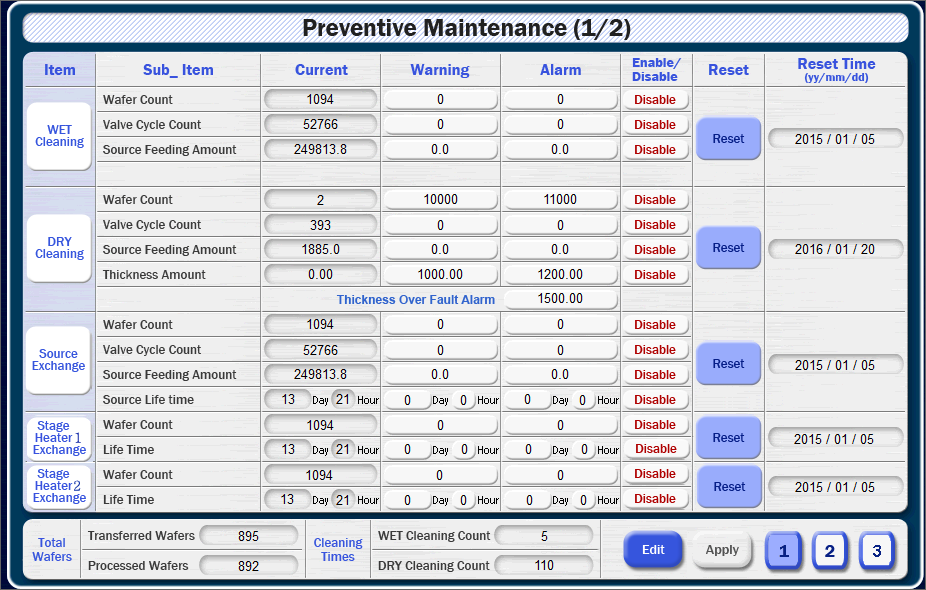 Preventive Maintenance (1/2)
Item Sub_ Item Current Warning Alarm Enable/ Disable Reset Reset Time (yy/mm/dd)
WET Cleaning
Wafer Count 1094 0 0 Disable
Valve Cycle Count 52766 0 0 Disable
Source Feeding Amount 249813.8 0.0 0.0 Disable
Reset 2015 / 01 / 05
DRY Cleaning
Wafer Count 2 10000 11000 Disable
Valve Cycle Count 393 0 0 Disable
Source Feeding Amount 1885.0 0.0 0.0 Disable
Thickness Amount 0.00 1000.00 1200.00 Disable
Thickness Over Fault Alarm 1500.00
Reset 2016 / 01 / 20
Source Exchange
Wafer Count 1094 0 0 Disable
Valve Cycle Count 52766 0 0 Disable
Source Feeding Amount 249813.8 0.0 0.0 Disable
Source Life time 13 Day 21 Hour 0 Day 0 Hour 0 Day 0 Hour Disable
Reset 2015 / 01 / 05
Stage Heater1 Exchange
Wafer Count 1094 0 0 Disable
Life Time 13 Day 21 Hour 0 Day 0 Hour 0 Day 0 Hour Disable
Reset 2015 / 01 / 05
Stage Heater2 Exchange
Wafer Count 1094 0 0 Disable
Life Time 13 Day 21 Hour 0 Day 0 Hour 0 Day 0 Hour Disable
Reset 2015 / 01 / 05
Total Wafers
Transferred Wafers 895
Processed Wafers 892
Cleaning Times
WET Cleaning Count 5
DRY Cleaning Count 110
Edit Apply 1 2 3